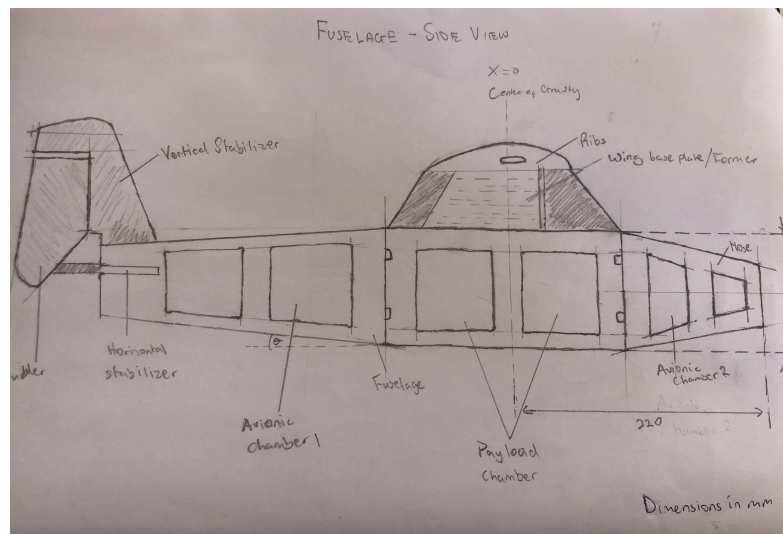 FUSELAGE - SIDE VIEW
X=0
Center of Gravity
Ribs
Wing base plate/Former
Vertical Stabilizer
Nose
Horizontal
stabilizer
θ
Fuselage
Avionic
chamber 1
Payload
chamber
Avionic
Chamber 2
220
Dimensions in mm